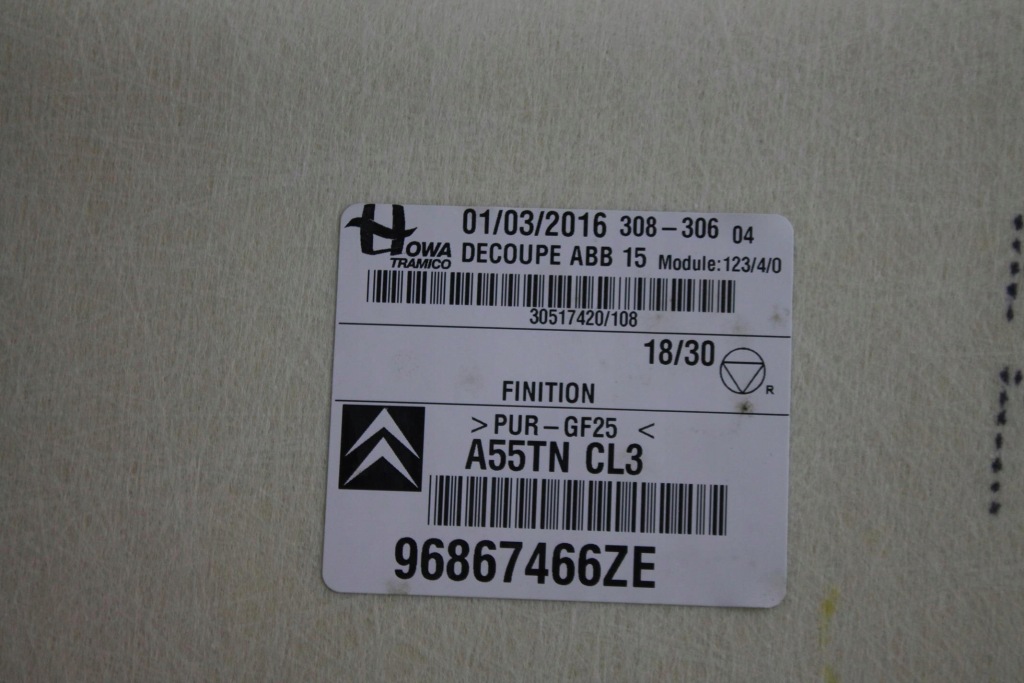 HOWA TRAMICO
01/03/2016 308-306 04
DECOUPE ABB 15 Module:123/4/0
30517420/108
18/30
R
FINITION
>PUR-GF25 <
A55TN CL3
96867466ZE